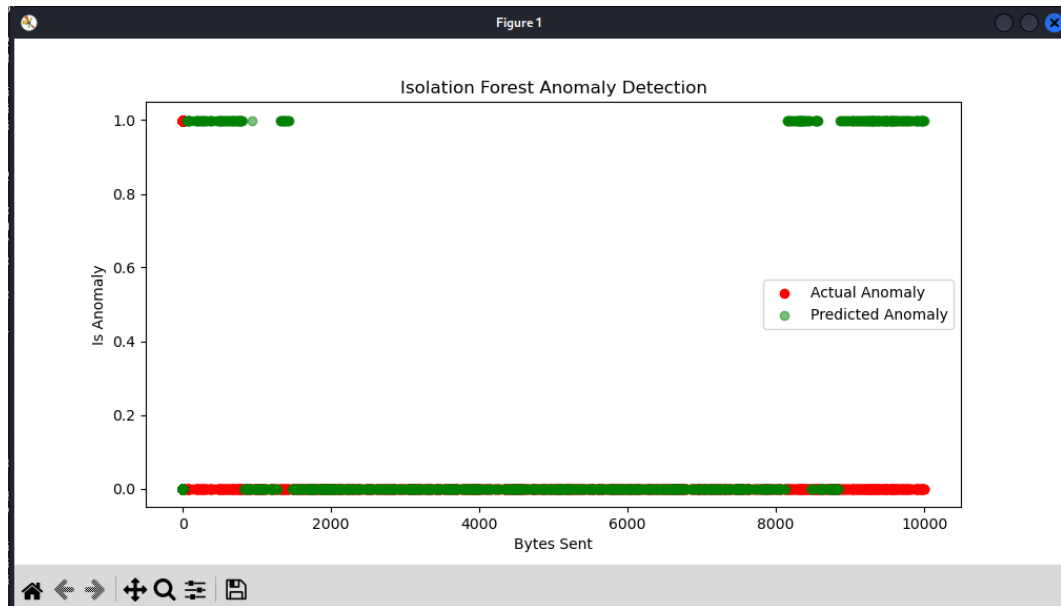 Figure 1
Isolation Forest Anomaly Detection
1.0
0.8
0.6
0.4
0.2
0.0
Is Anomaly
Actual Anomaly
Predicted Anomaly
0 2000 4000 6000 8000 10000
Bytes Sent